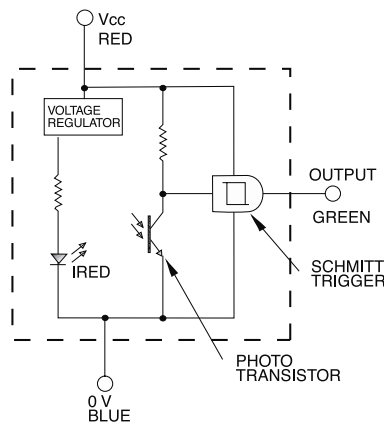 Vcc
RED
VOLTAGE
REGULATOR
OUTPUT
GREEN
IRED
SCHMITT
TRIGGER
PHOTO
TRANSISTOR
0 V
BLUE